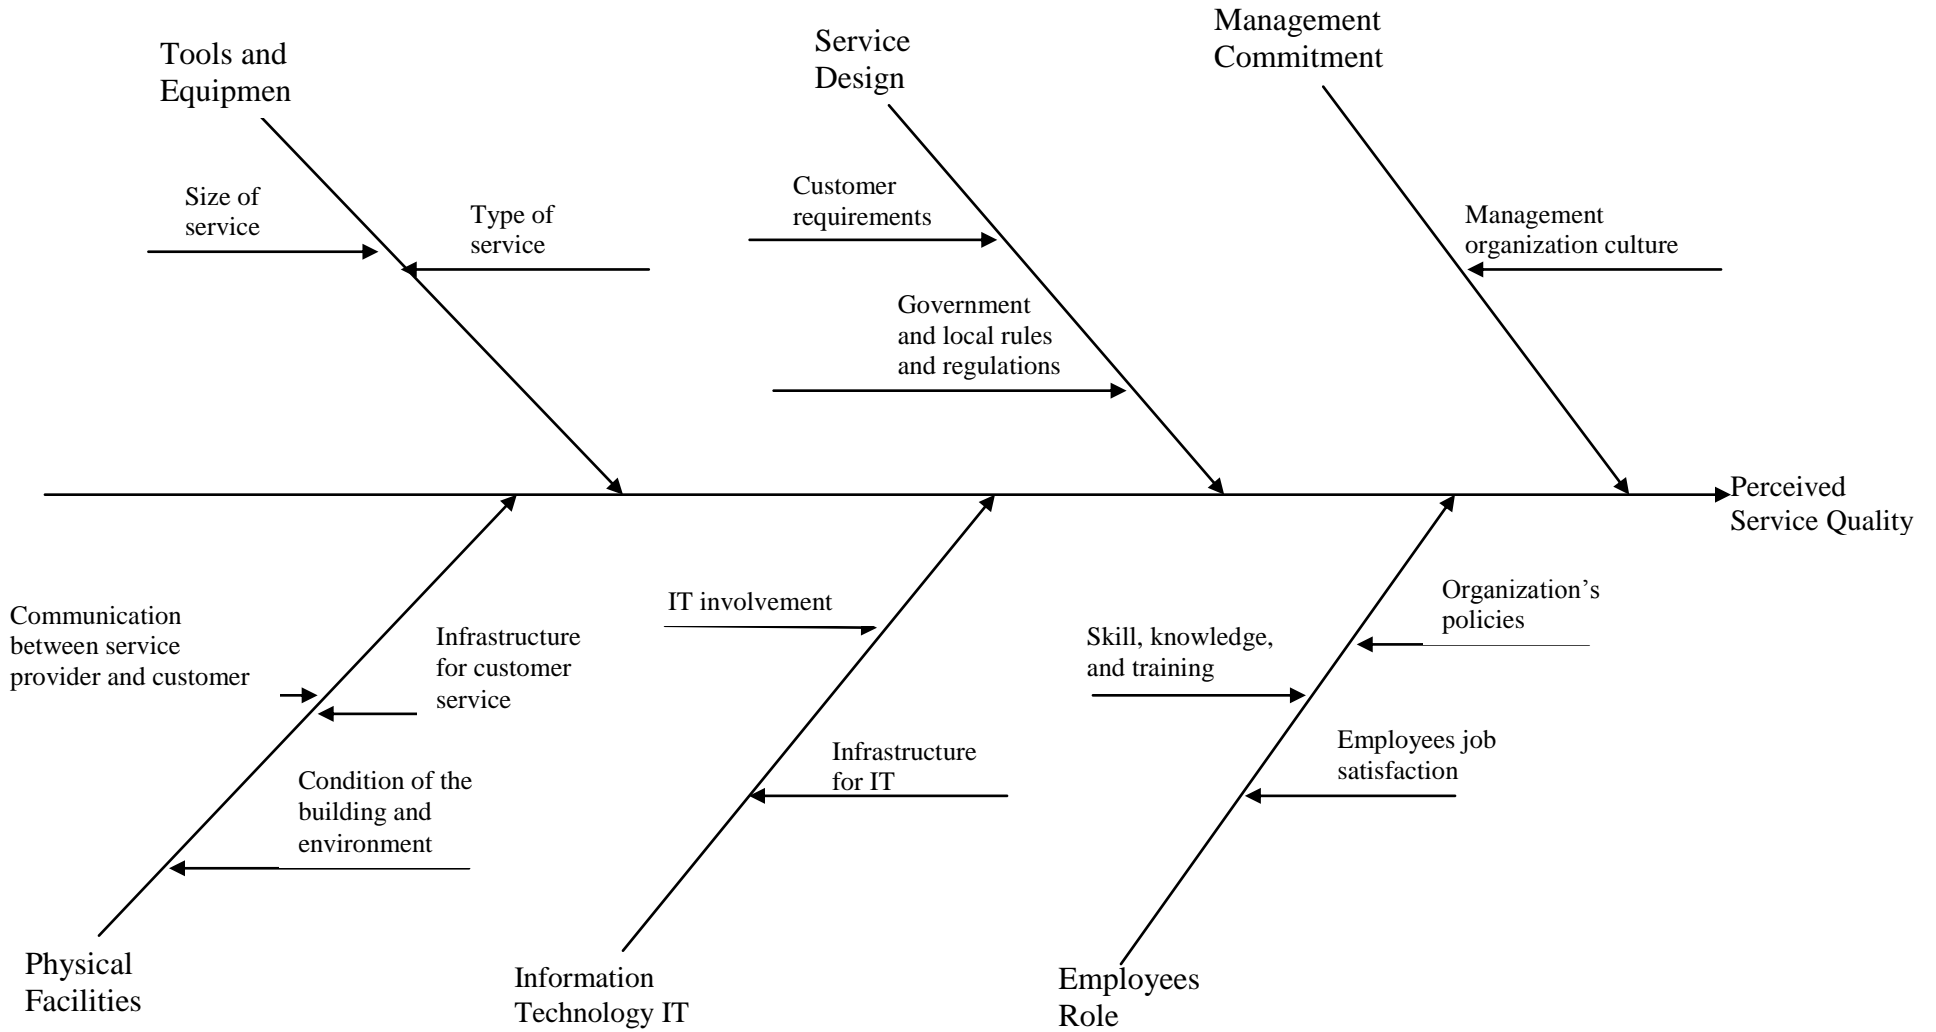 Tools and
Equipmen
Service
Design
Management
Commitment
Size of
service
Type of
service
Customer
requirements
Government
and local rules
and regulations
Management
organization culture
Perceived
Service Quality
Communication
between service
provider and customer
Infrastructure
for customer
service
Condition of the
building and
environment
IT involvement
Infrastructure
for IT
Skill, knowledge,
and training
Organization’s
policies
Employees job
satisfaction
Physical
Facilities
Information
Technology IT
Employees
Role